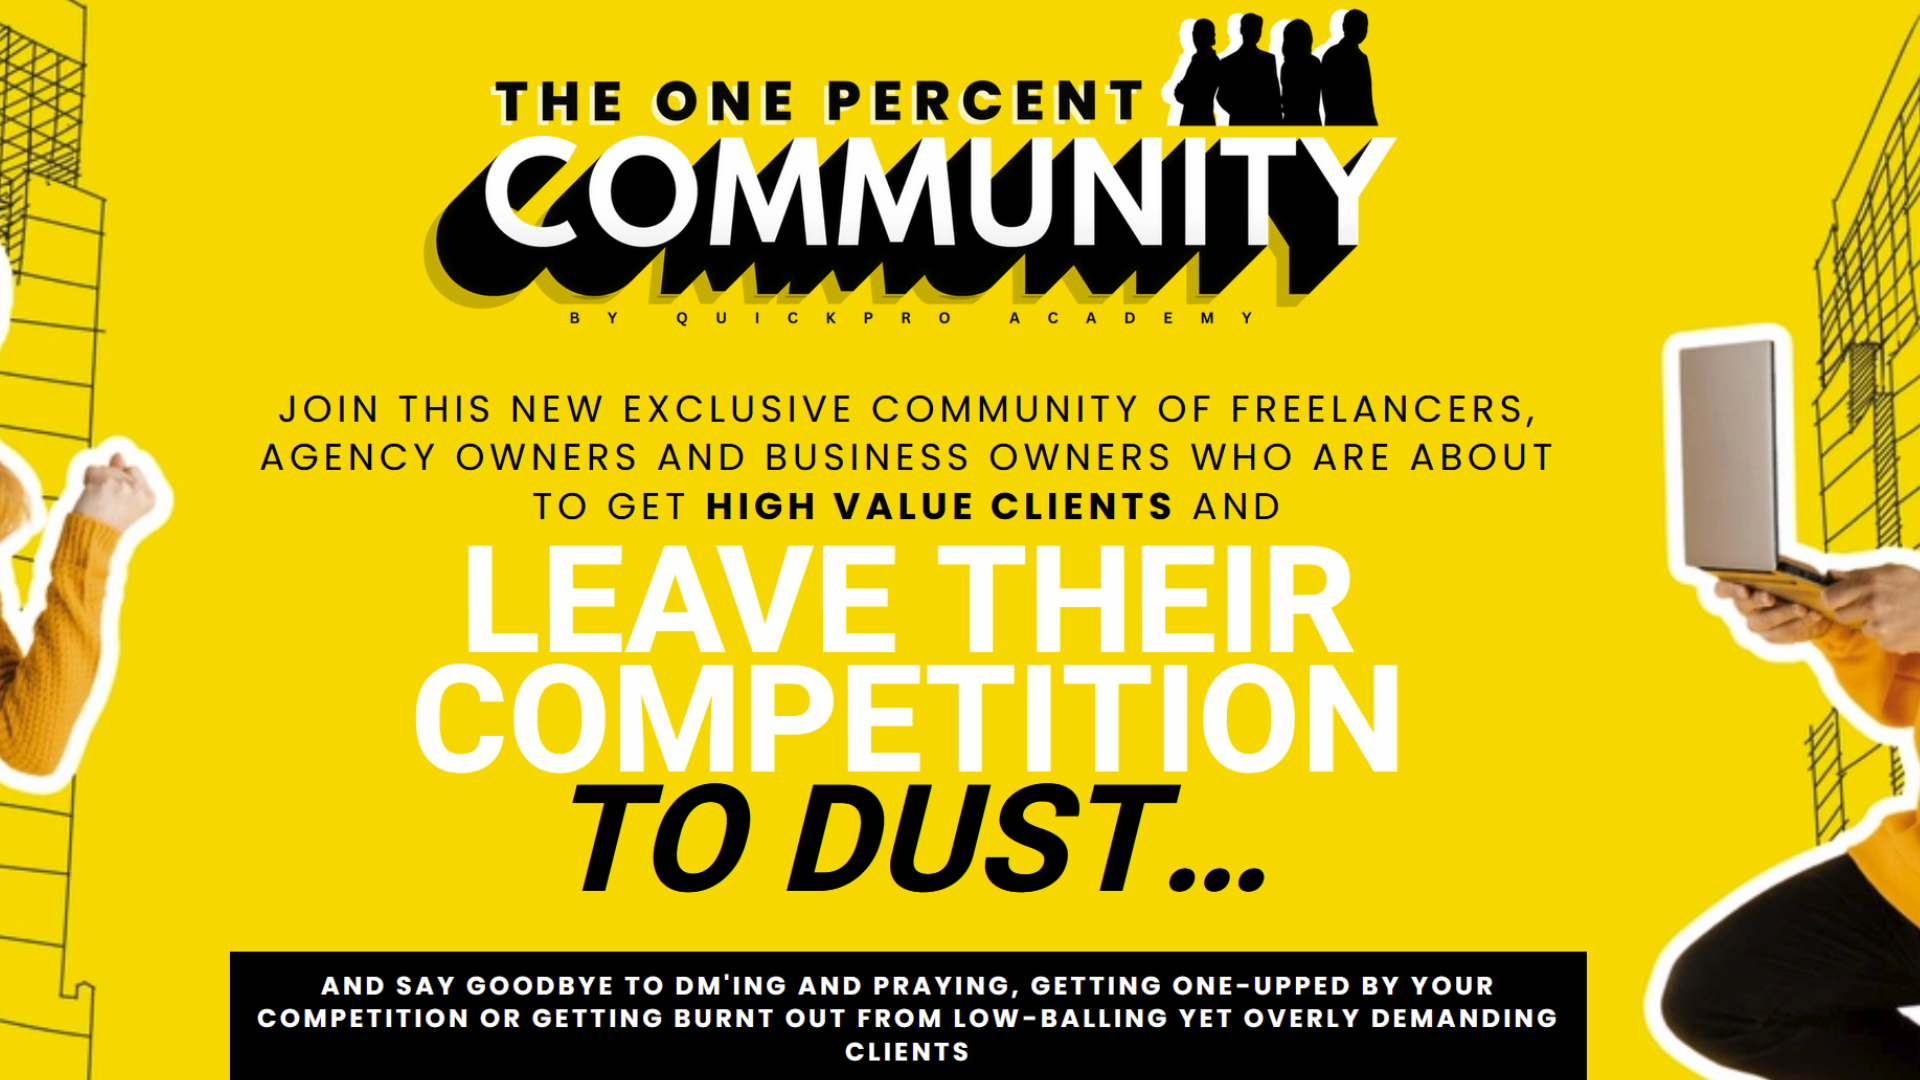 THE ONE PERCENT
COMMUNITY
BY QUICKPRO ACADEMY
JOIN THIS NEW EXCLUSIVE COMMUNITY OF FREELANCERS,
AGENCY OWNERS AND BUSINESS OWNERS WHO ARE ABOUT
TO GET HIGH VALUE CLIENTS AND
LEAVE THEIR
COMPETITION
TO DUST...
AND SAY GOODBYE TO DM'ING AND PRAYING, GETTING ONE-UPPED BY YOUR
COMPETITION OR GETTING BURNT OUT FROM LOW-BALLING YET OVERLY DEMANDING
CLIENTS